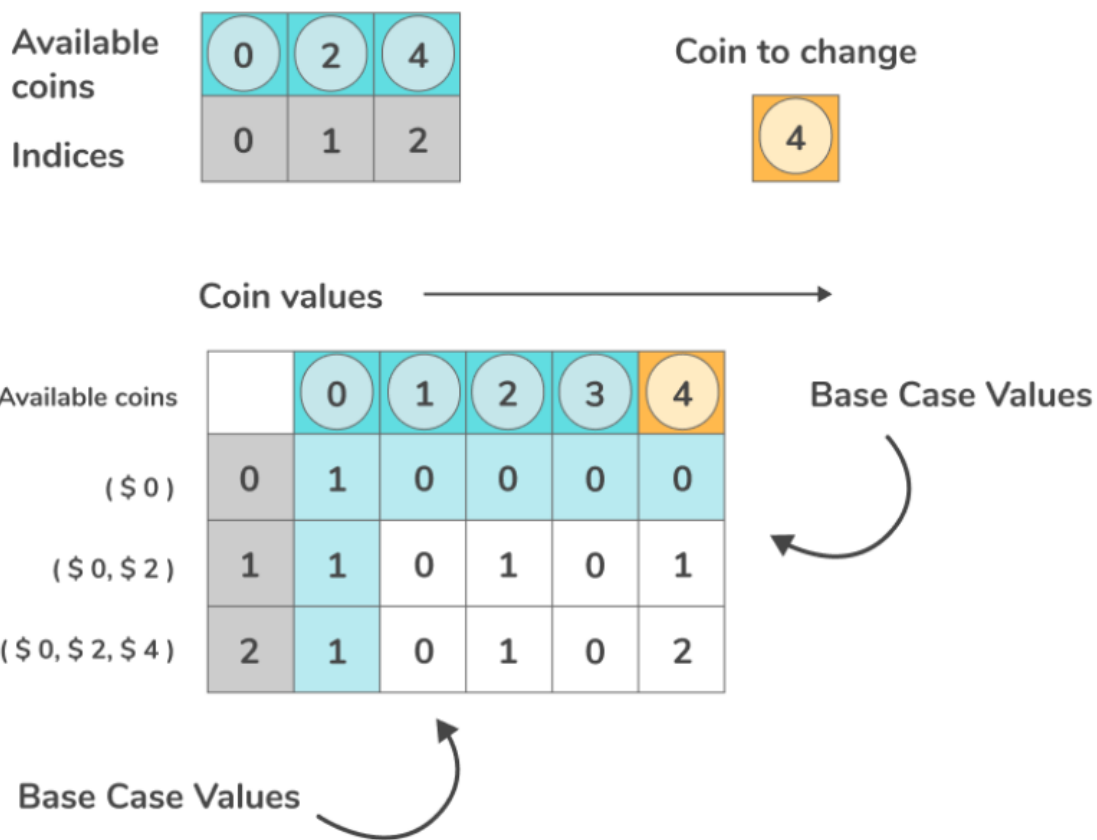 Available
coins
0 2 4
Indices
0 1 2
Coin to change
4
Coin values
Available coins
0 1 2 3 4
Base Case Values
( $ 0 )
0 1 0 0 0 0
( $ 0, $ 2 )
1 1 0 1 0 1
( $ 0, $ 2, $ 4 )
2 1 0 1 0 2
Base Case Values